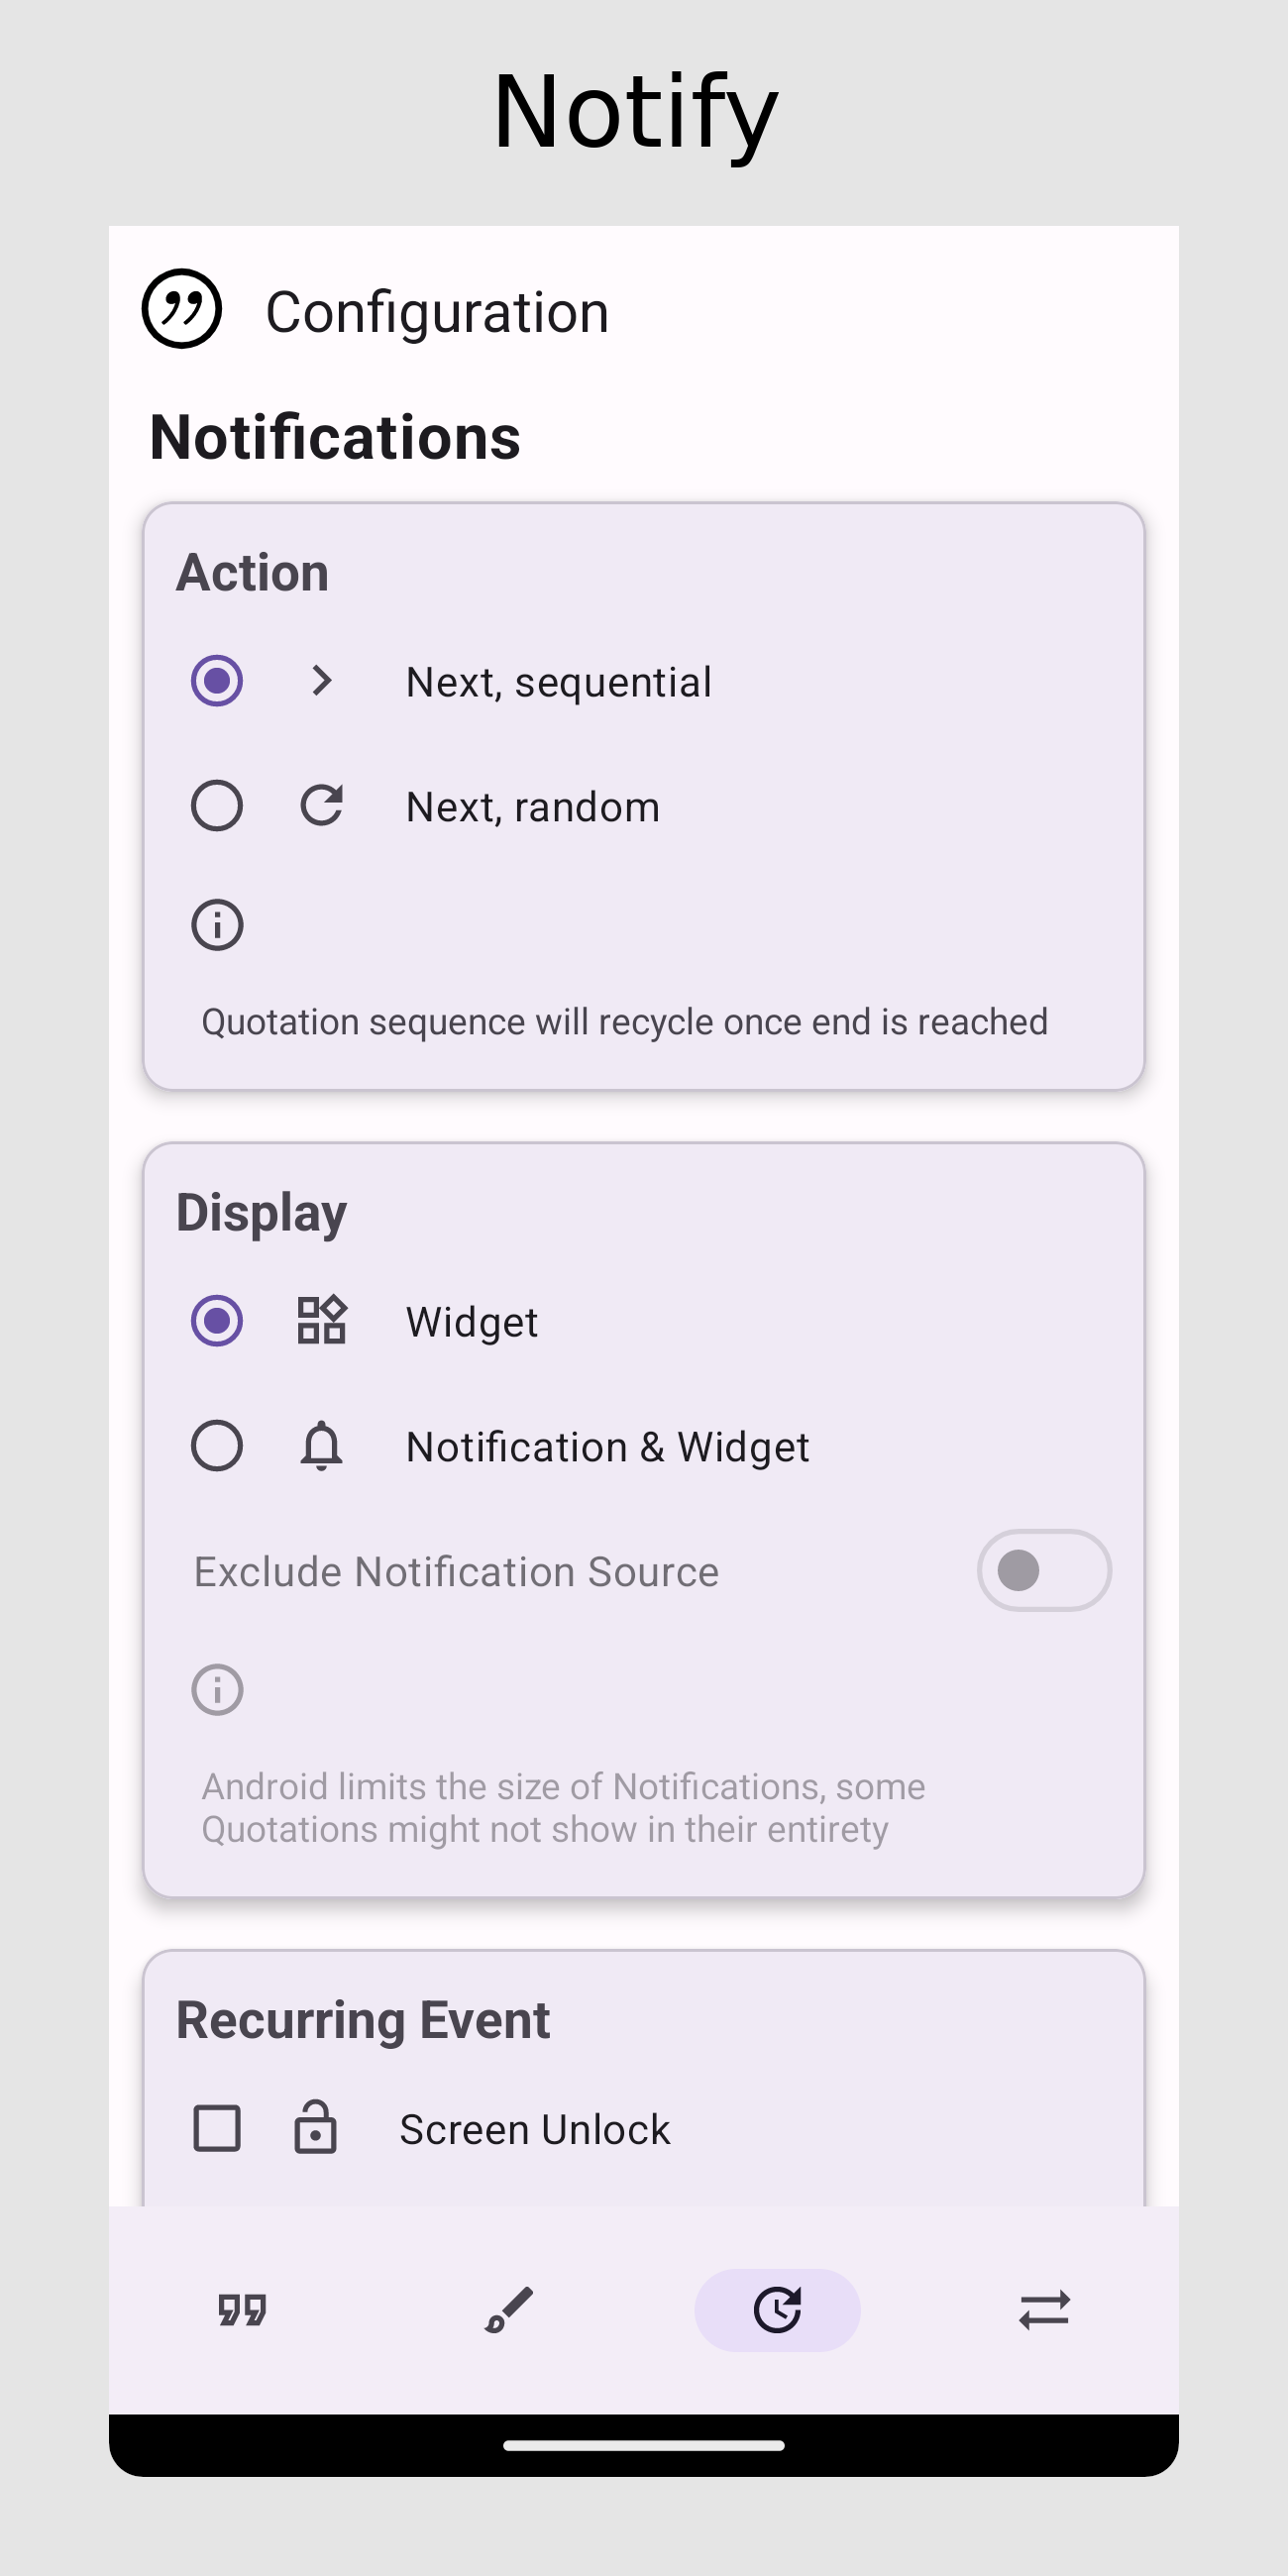 Notify
Configuration
Notifications
Action
Next, sequential
Next, random
Quotation sequence will recycle once end is reached
Display
Widget
Notification & Widget
Exclude Notification Source
Android limits the size of Notifications, some
Quotations might not show in their entirety
Recurring Event
Screen Unlock